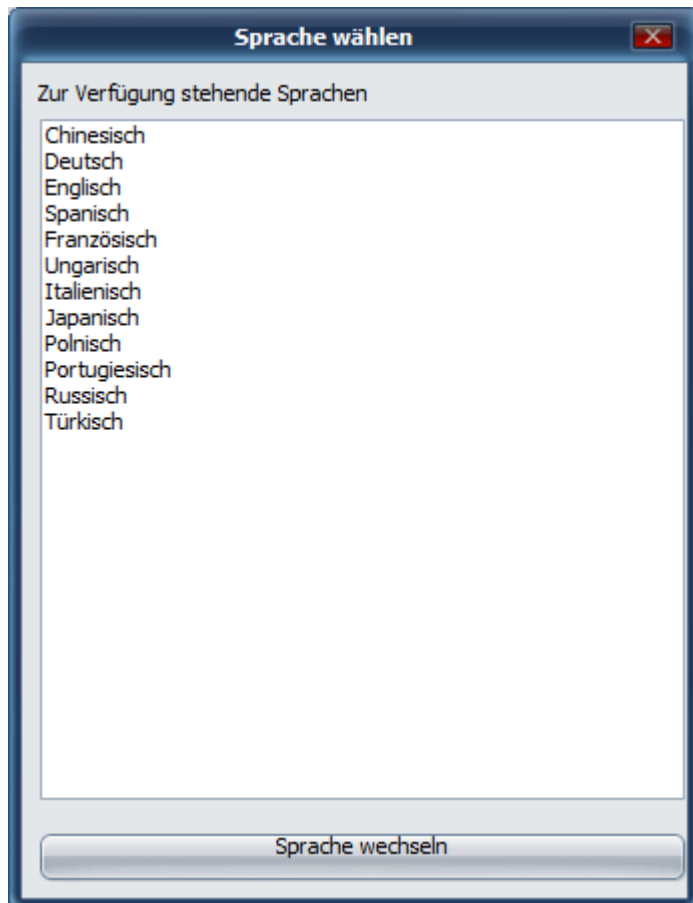 Sprache wählen
Zur Verfügung stehende Sprachen
Chinesisch
Deutsch
Englisch
Spanisch
Französisch
Ungarisch
Italienisch
Japanisch
Polnisch
Portugiesisch
Russisch
Türkisch
Sprache wechseln